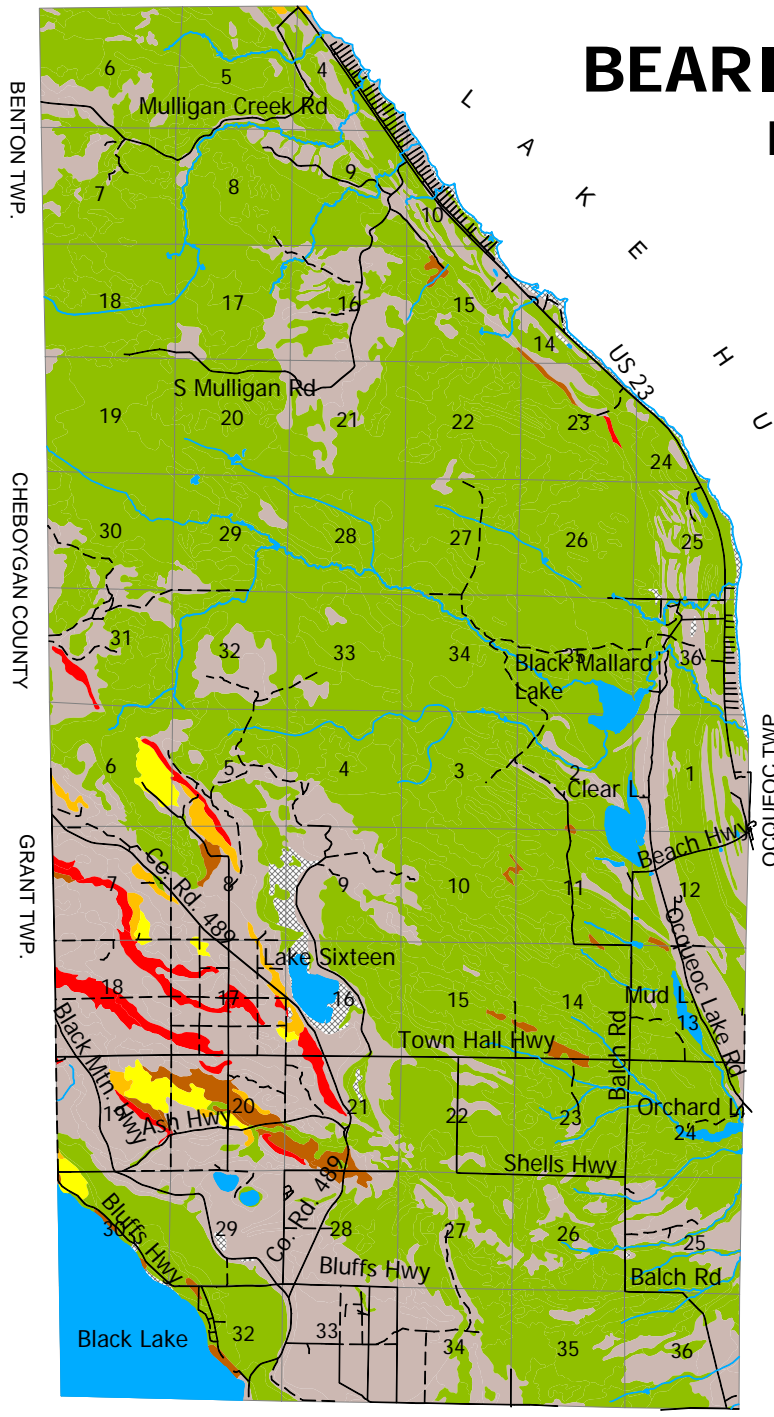 BEAR
L A K E H U
BENTON TWP.
CHEBOYGAN COUNTY
GRANT TWP.
OCQUEOC TWP
6
5
4
Mulligan Creek Rd
9
7
8
10
18
17
16
15
14
US 23
S Mulligan Rd
19
20
21
22
23
24
30
29
28
27
26
25
31
32
33
34
35
36
Black Mallard
Lake
6
5
4
3
2
1
Clear L.
Beach Hwy
Co. Rd. 489
7
8
9
10
11
12
Ocqueoc Lake Rd
Lake Sixteen
18
17
16
15
14
Mud L.
13
Town Hall Hwy
Balch Rd
Black Mtn. Hwy
19
Ash Hwy
20
21
22
23
Orchard L.
24
Shells Hwy
Bluffs Hwy
30
29
Co. Rd. 489
28
27
26
25
Bluffs Hwy
Balch Rd
Black Lake
32
33
34
35
36